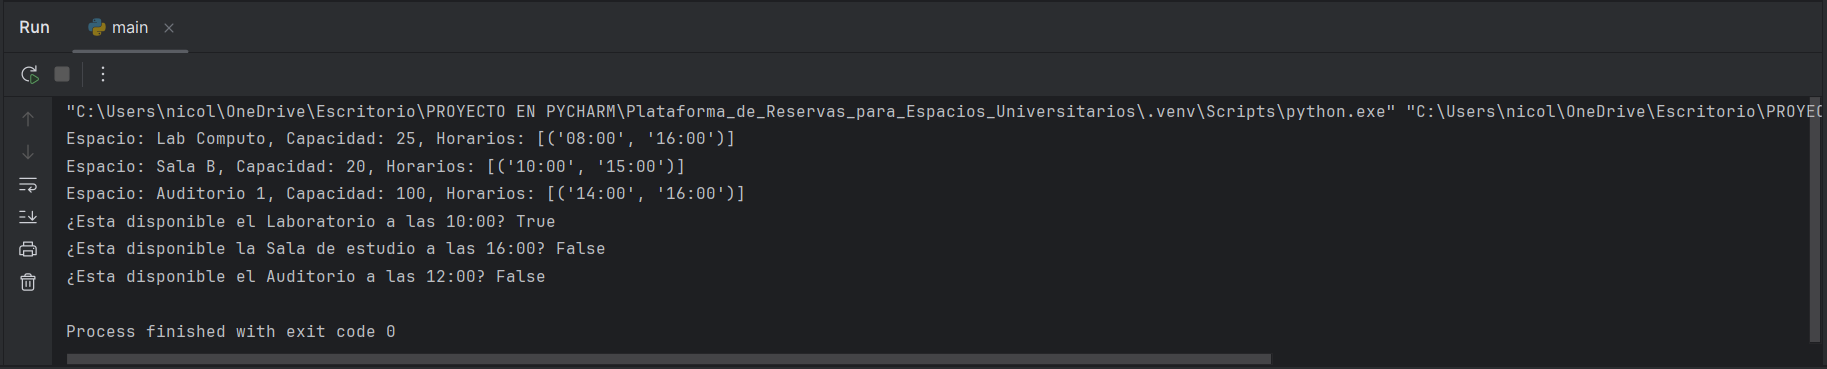 Run main
"C:\Users\nicol\OneDrive\Escritorio\PROYECTO EN PYCHARM\Plataforma_de_Reservas_para_Espacios_Universitarios\.venv\Scripts\python.exe" "C:\Users\nicol\OneDrive\Escritorio\PROYEC
Espacio: Lab Computo, Capacidad: 25, Horarios: [('08:00', '16:00')]
Espacio: Sala B, Capacidad: 20, Horarios: [('10:00', '15:00')]
Espacio: Auditorio 1, Capacidad: 100, Horarios: [('14:00', '16:00')]
¿Esta disponible el Laboratorio a las 10:00? True
¿Esta disponible la Sala de estudio a las 16:00? False
¿Esta disponible el Auditorio a las 12:00? False
Process finished with exit code 0